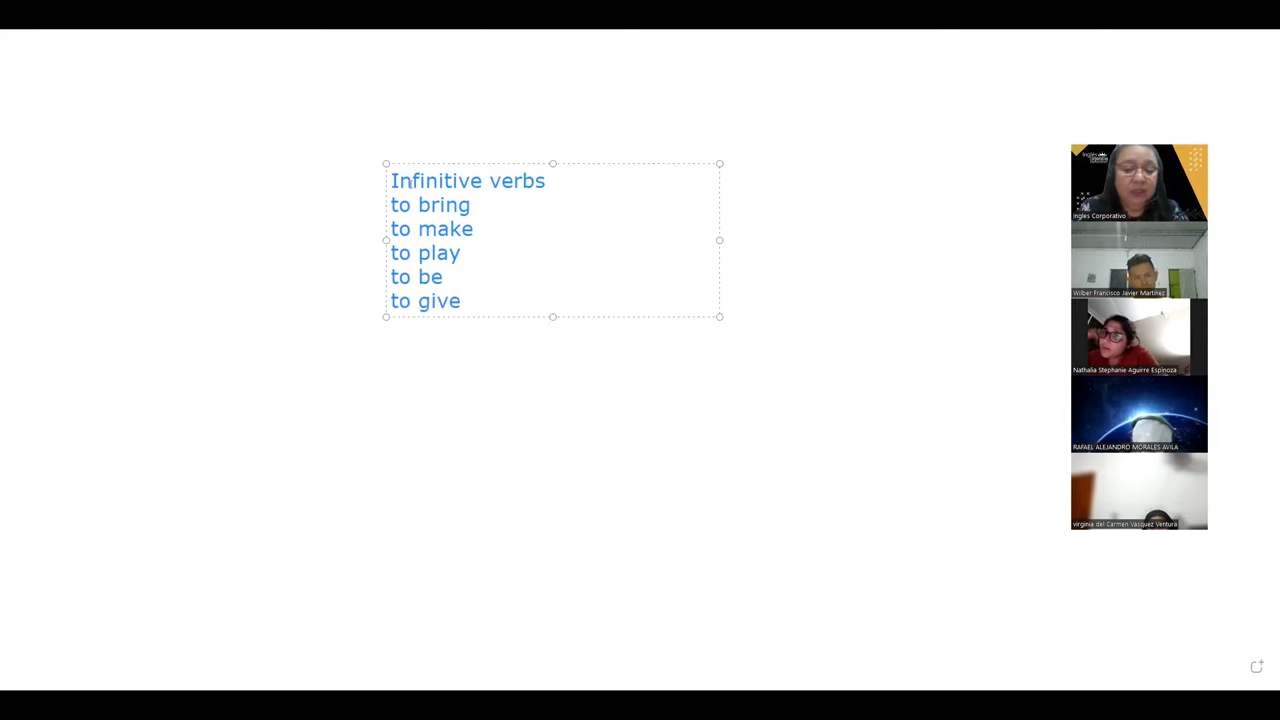 Infinitive verbs
to bring
to make
to play
to be
to give
Inglés
Ingles Corporativo
Wilber Francisco Javier Martinez
Nathalia Stephanie Aguirre Espinoza
RAFAEL ALEJANDRO MORALES AVILA
virginia del Carmen Vasquez Ventura